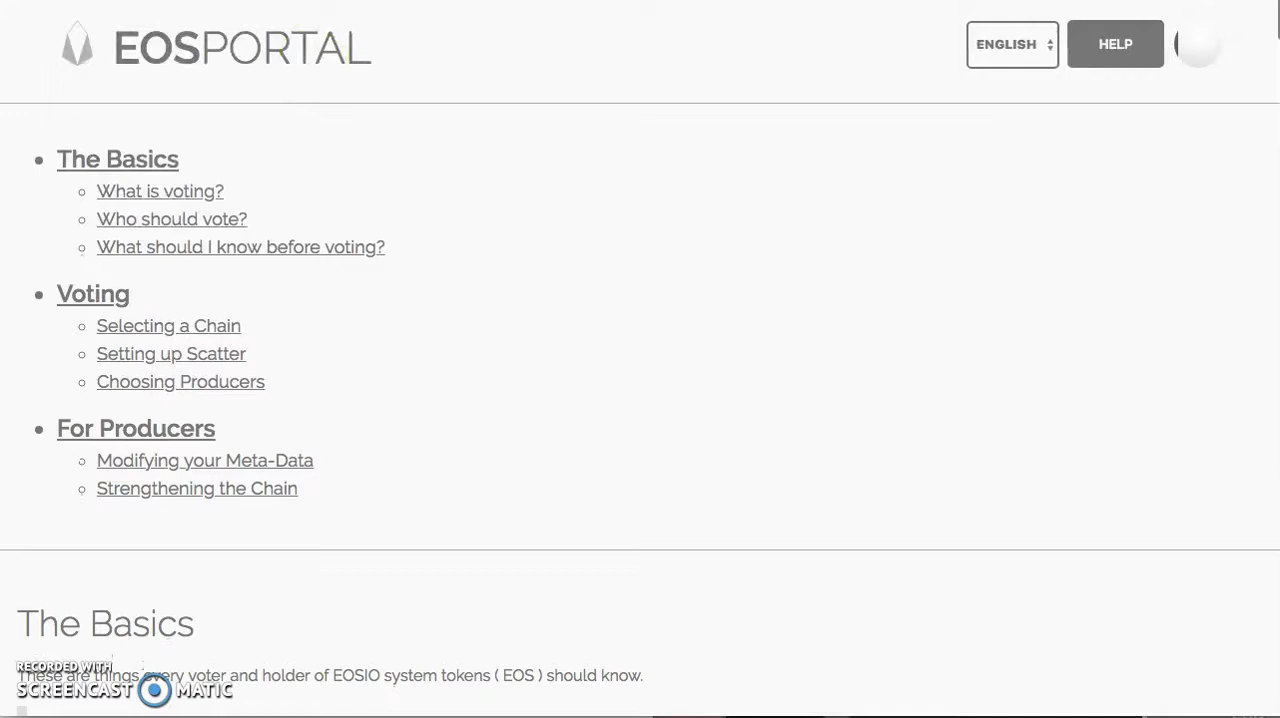 EOSPORTAL
ENGLISH
HELP
The Basics
What is voting?
Who should vote?
What should I know before voting?
Voting
Selecting a Chain
Setting up Scatter
Choosing Producers
For Producers
Modifying your Meta-Data
Strengthening the Chain
The Basics
RECORDED WITH
These are things every voter and holder of EOSIO system tokens ( EOS ) should know.
SCREENCAST MATIC